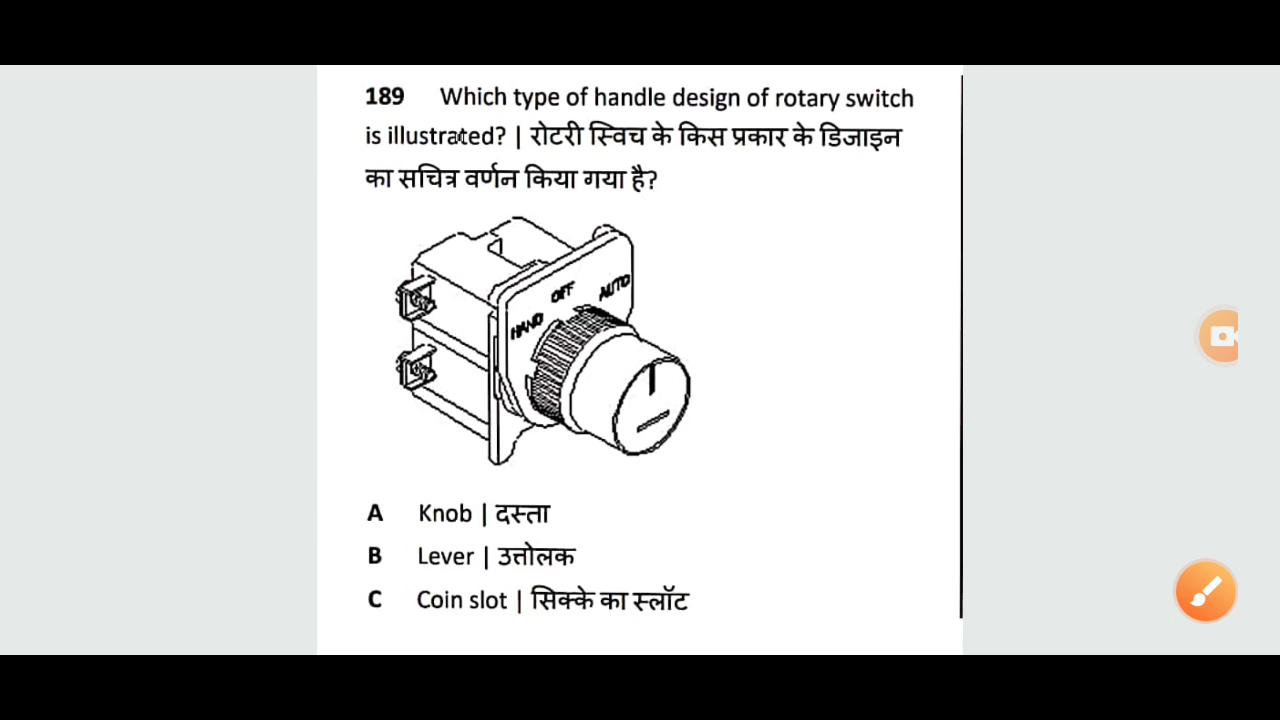 189 Which type of handle design of rotary switch
is illustrated? | रोटरी स्विच के किस प्रकार के डिजाइन
का सचित्र वर्णन किया गया है?
HAND OFF AUTO
A Knob | दस्ता
B Lever | उत्तोलक
C Coin slot | सिक्के का स्लॉट